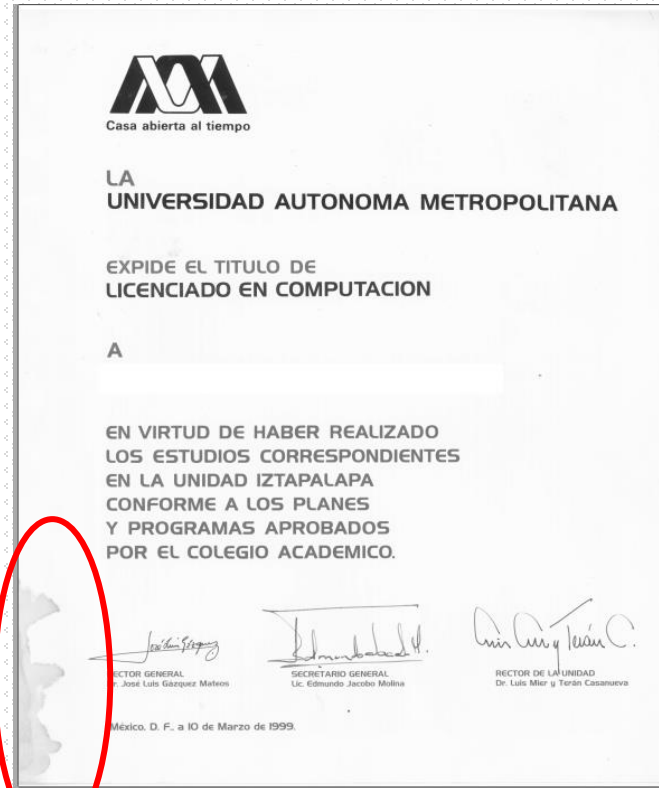 Casa abierta al tiempo
LA
UNIVERSIDAD AUTONOMA METROPOLITANA
EXPIDE EL TITULO DE
LICENCIADO EN COMPUTACION
A
EN VIRTUD DE HABER REALIZADO
LOS ESTUDIOS CORRESPONDIENTES
EN LA UNIDAD IZTAPALAPA
CONFORME A LOS PLANES
Y PROGRAMAS APROBADOS
POR EL COLEGIO ACADEMICO.
RECTOR GENERAL
Dr. José Luis Gázquez Mateos
SECRETARIO GENERAL
Lic. Edmundo Jacobo Molina
RECTOR DE LA UNIDAD
Dr. Luis Mier y Terán Casanueva
México, D. F., a 10 de Marzo de 1999.